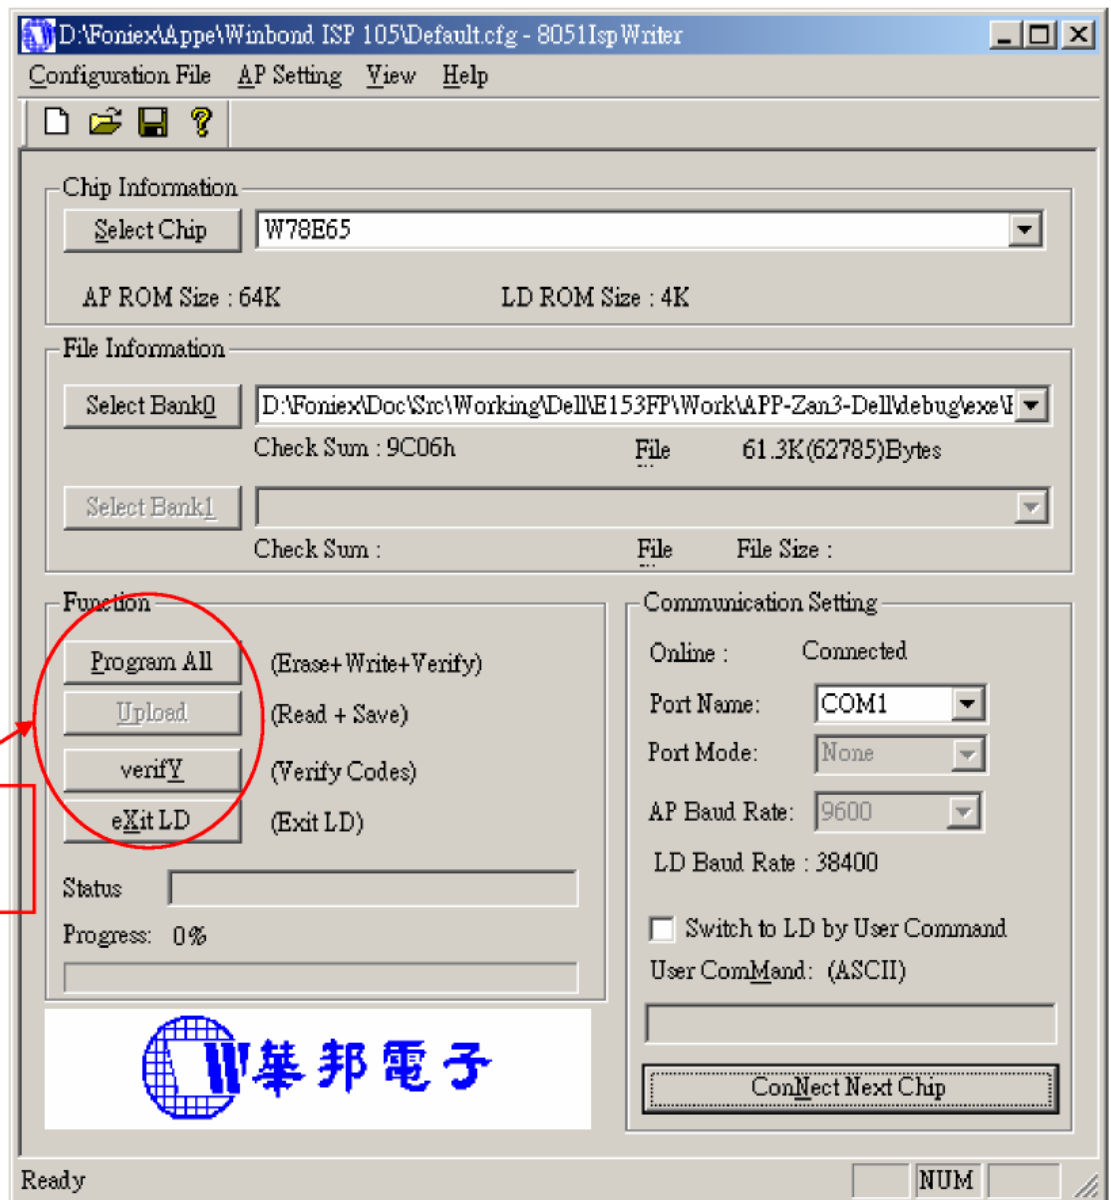 D:\Foniex\Appe\Winbond ISP 105\Default.cfg - 8051IspWriter
Configuration File AP Setting View Help
Chip Information
Select Chip W78E65
AP ROM Size : 64K LD ROM Size : 4K
File Information
Select Bank0 D:\Foniex\Doc\Src\Working\Dell\E153FP\Work\APP-Zan3-Dell\debug\exe\
Check Sum : 9C06h File 61.3K(62785)Bytes
Select Bank1
Check Sum : File File Size :
Function
Program All (Erase+Write+Verify)
Upload (Read + Save)
verifY (Verify Codes)
eXit LD (Exit LD)
Status
Progress: 0%
華邦電子
Communication Setting
Online : Connected
Port Name: COM1
Port Mode: None
AP Baud Rate: 9600
LD Baud Rate : 38400
Switch to LD by User Command
User ComMand: (ASCII)
ConNect Next Chip
Ready NUM